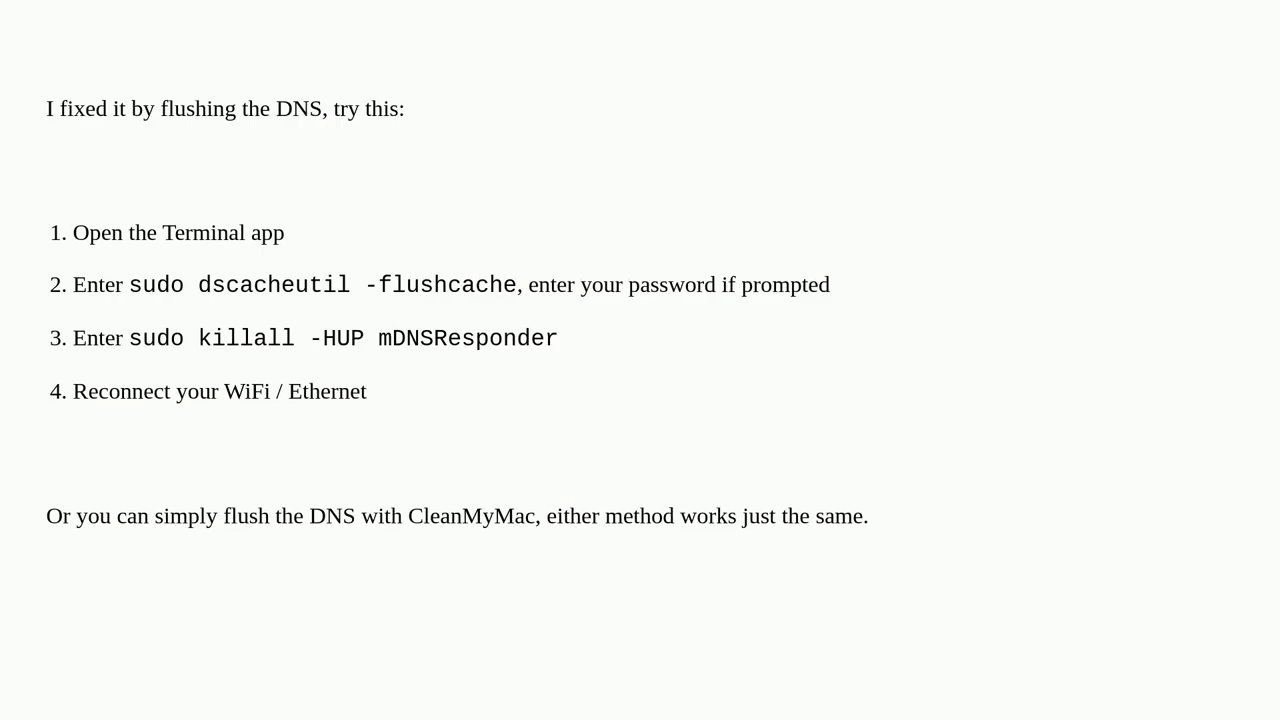 I fixed it by flushing the DNS, try this:
1. Open the Terminal app
2. Enter sudo dscacheutil -flushcache, enter your password if prompted
3. Enter sudo killall -HUP mDNSResponder
4. Reconnect your WiFi / Ethernet
Or you can simply flush the DNS with CleanMyMac, either method works just the same.